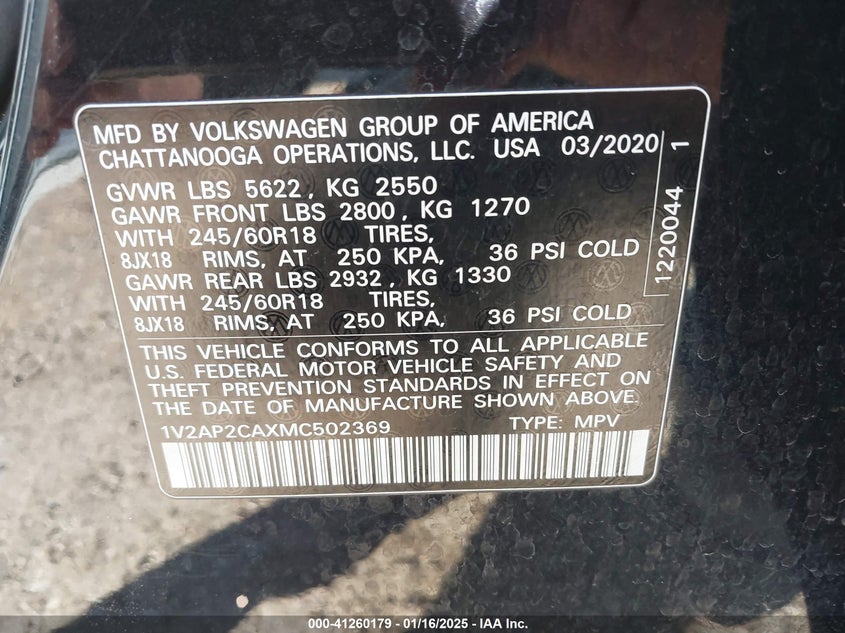 MFD BY VOLKSWAGEN GROUP OF AMERICA
CHATTANOOGA OPERATIONS, LLC. USA 03/2020
GVWR LBS 5622, KG 2550
GAWR FRONT LBS 2800, KG 1270
WITH 245/60R18 TIRES,
8JX18 RIMS, AT 250 KPA, 36 PSI COLD
GAWR REAR LBS 2932, KG 1330
WITH 245/60R18 TIRES,
8JX18 RIMS, AT 250 KPA, 36 PSI COLD
1220044 1
THIS VEHICLE CONFORMS TO ALL APPLICABLE
U.S. FEDERAL MOTOR VEHICLE SAFETY AND
THEFT PREVENTION STANDARDS IN EFFECT ON
THE DATE OF MANUFACTURE SHOWN ABOVE.
1V2AP2CAXMC502369 TYPE: MPV
000-41260179 - 01/16/2025 - IAA Inc.